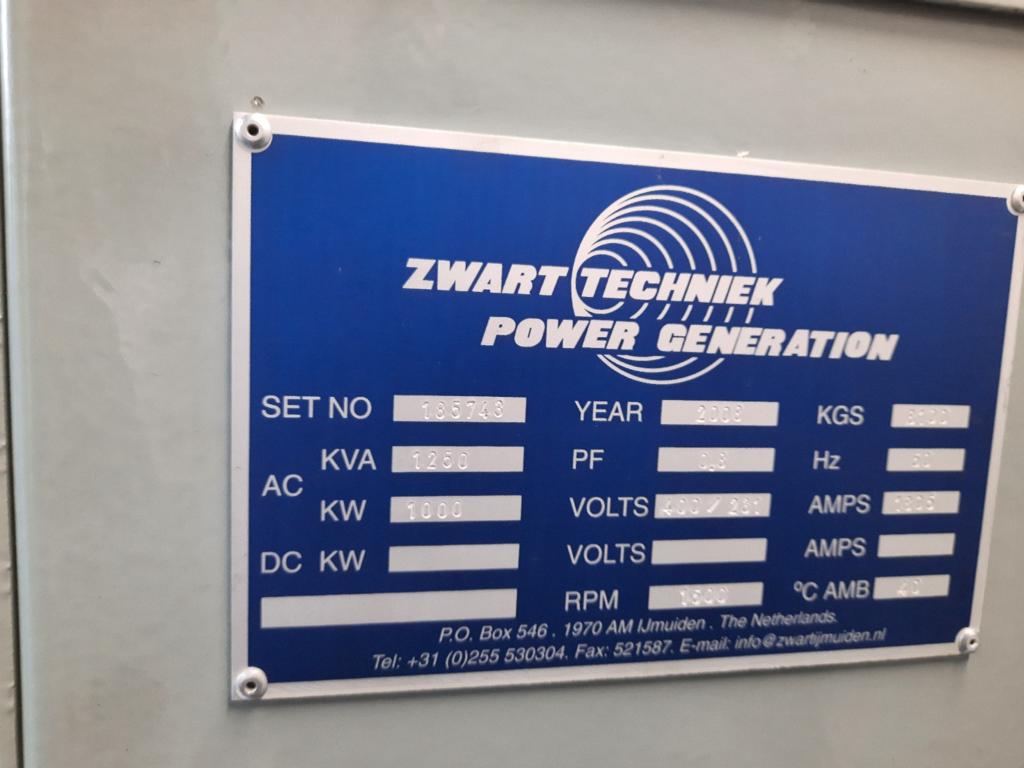 ZWART TECHNIEK
POWER GENERATION
SET NO 185743 YEAR 2008 KGS
AC KVA 1250 PF 0,8 Hz 50
KW 1000 VOLTS 400/231 AMPS
DC KW VOLTS AMPS
RPM 1500 ºC AMB 40
P.O. Box 546 . 1970 AM IJmuiden . The Netherlands.
Tel: +31 (0)255 530304. Fax: 521587. E-mail: info@zwartijmuiden.nl